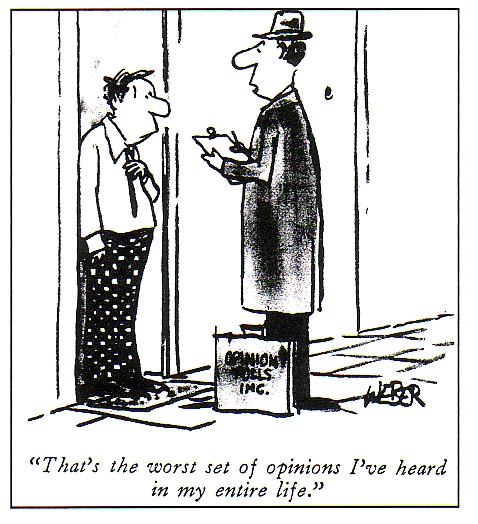 OPINION
POLLS
INC.
WEBER
“That’s the worst set of opinions I’ve heard
in my entire life.”